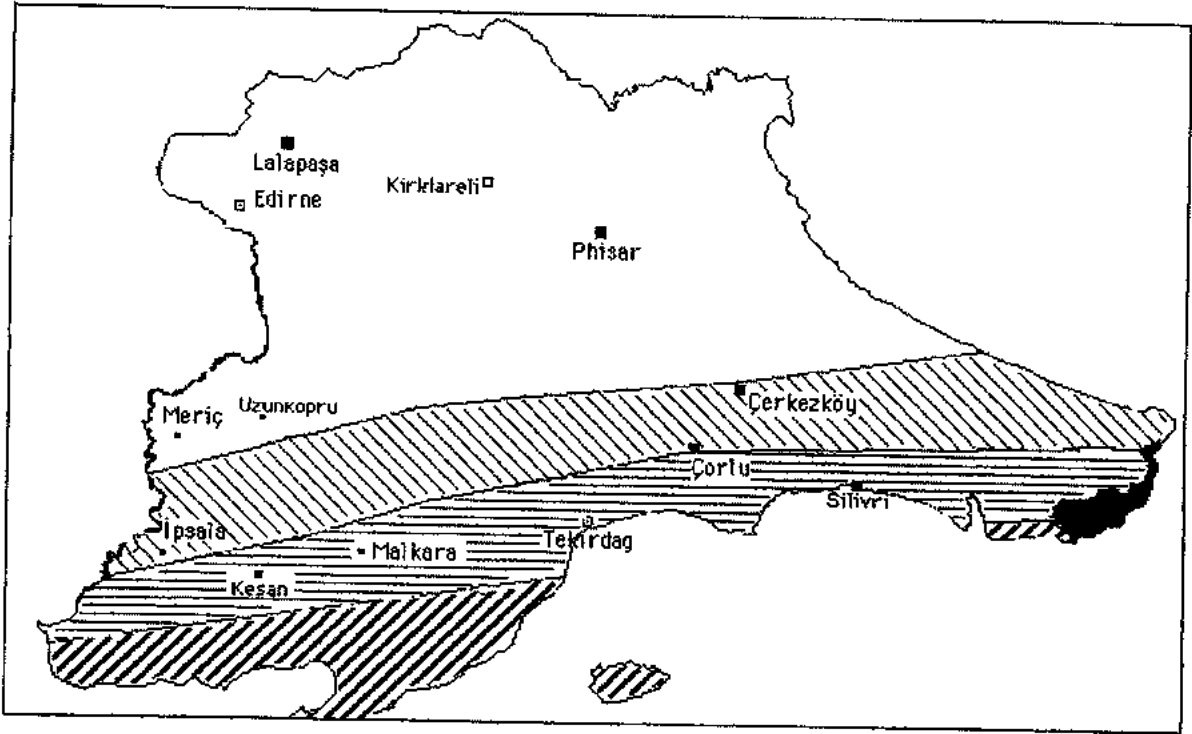 Lalapaşa
Kirklareli
Edirne
Phisar
Çerkezköy
Meriç
Uzunkopru
Çorlu
Silivri
İpsala
Tekirdag
Malkara
Keşan